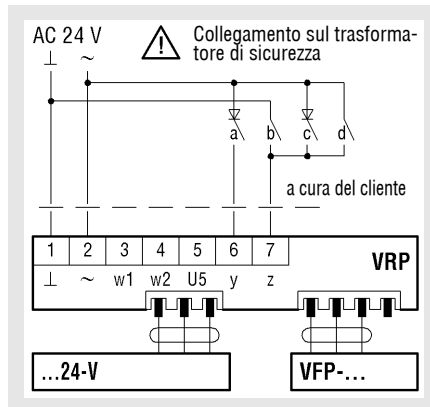 AC 24 V
⊥ ~
Collegamento sul trasforma-
tore di sicurezza
a b c d
a cura del cliente
1 2 3 4 5 6 7
VRP
⊥ ~ w1 w2 U5 y z
...24-V
VFP-...